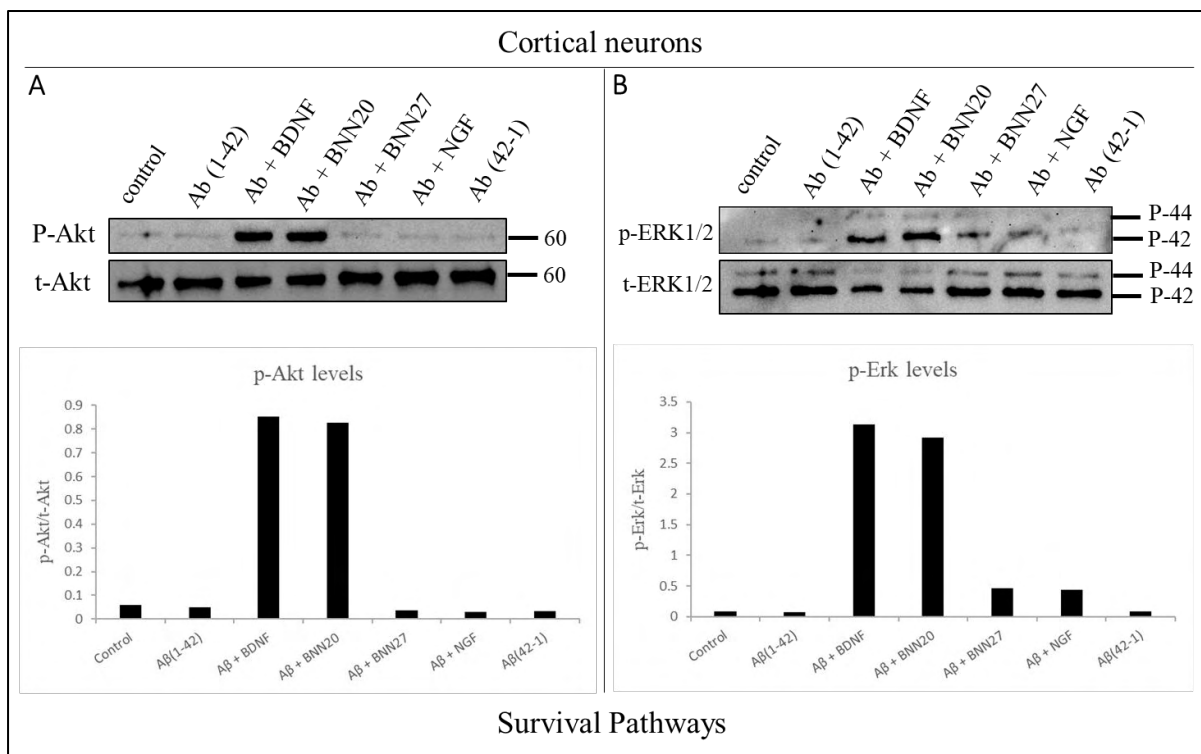 Cortical neurons
A
control
Ab (1-42)
Ab + BDNF
Ab + BNN20
Ab + BNN27
Ab + NGF
Ab (42-1)
P-Akt
60
t-Akt
60
p-Akt levels
p-Akt/t-Akt
0.9
0.8
0.7
0.6
0.5
0.4
0.3
0.2
0.1
0
Control
Aβ(1-42)
Aβ + BDNF
Aβ + BNN20
Aβ + BNN27
Aβ + NGF
Aβ(42-1)
B
control
Ab (1-42)
Ab + BDNF
Ab + BNN20
Ab + BNN27
Ab + NGF
Ab (42-1)
p-ERK1/2
P-44
P-42
t-ERK1/2
P-44
P-42
p-Erk levels
p-Erk/t-Erk
3.5
3
2.5
2
1.5
1
0.5
0
Control
Aβ(1-42)
Aβ + BDNF
Aβ + BNN20
Aβ + BNN27
Aβ + NGF
Aβ(42-1)
Survival Pathways